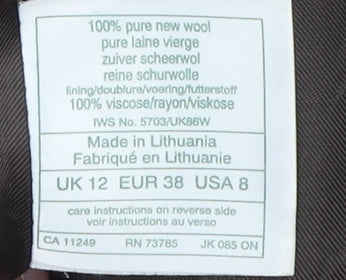 100% pure new wool
pure laine vierge
zuiver scheerwol
reine schurwolle
lining/doublure/voering/futterstoff
100% viscose/rayon/viskose
IWS No. 5703/UK86W
Made in Lithuania
Fabriqué en Lithuanie
UK 12 EUR 38 USA 8
care instructions on reverse side
voir instructions au verso
CA 11249 RN 73785 JK 085 ON